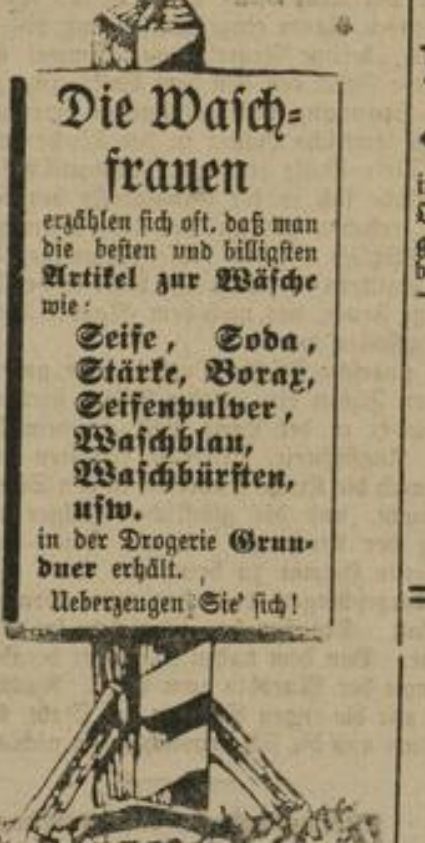 Die Waſch-
frauen
erzählen ſich oft, daß man
die beſten und billigſten
Artikel zur Wäſche
wie:
Seife, Soda,
Stärke, Borax,
Seifenpulver,
Waſchblau,
Waſchbürſten,
uſw.
in der Drogerie Grun-
dner erhält.
Ueberzeugen Sie ſich!